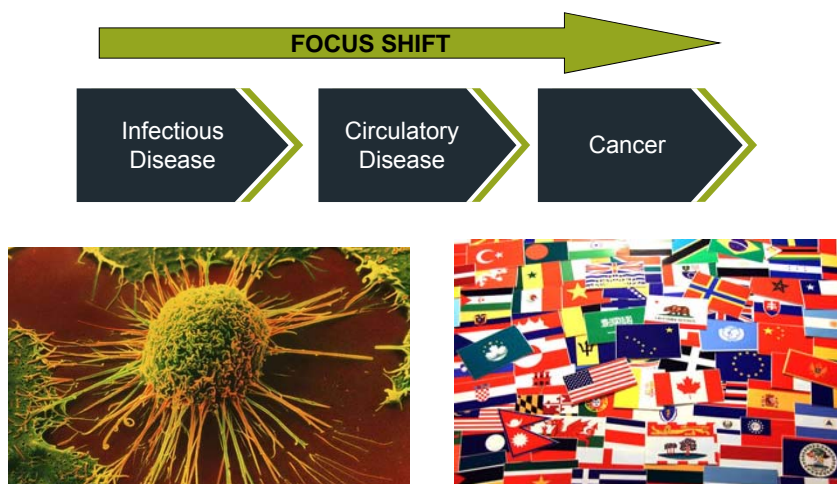 FOCUS SHIFT
Infectious
Disease
Circulatory
Disease
Cancer